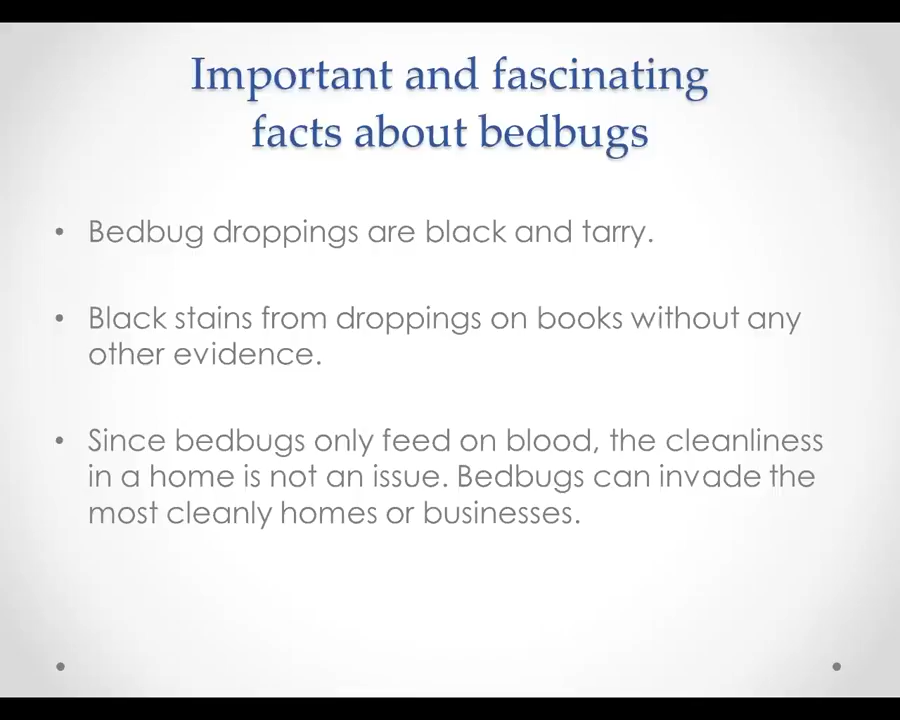 Important and fascinating
facts about bedbugs
• Bedbug droppings are black and tarry.
• Black stains from droppings on books without any
other evidence.
• Since bedbugs only feed on blood, the cleanliness
in a home is not an issue. Bedbugs can invade the
most cleanly homes or businesses.